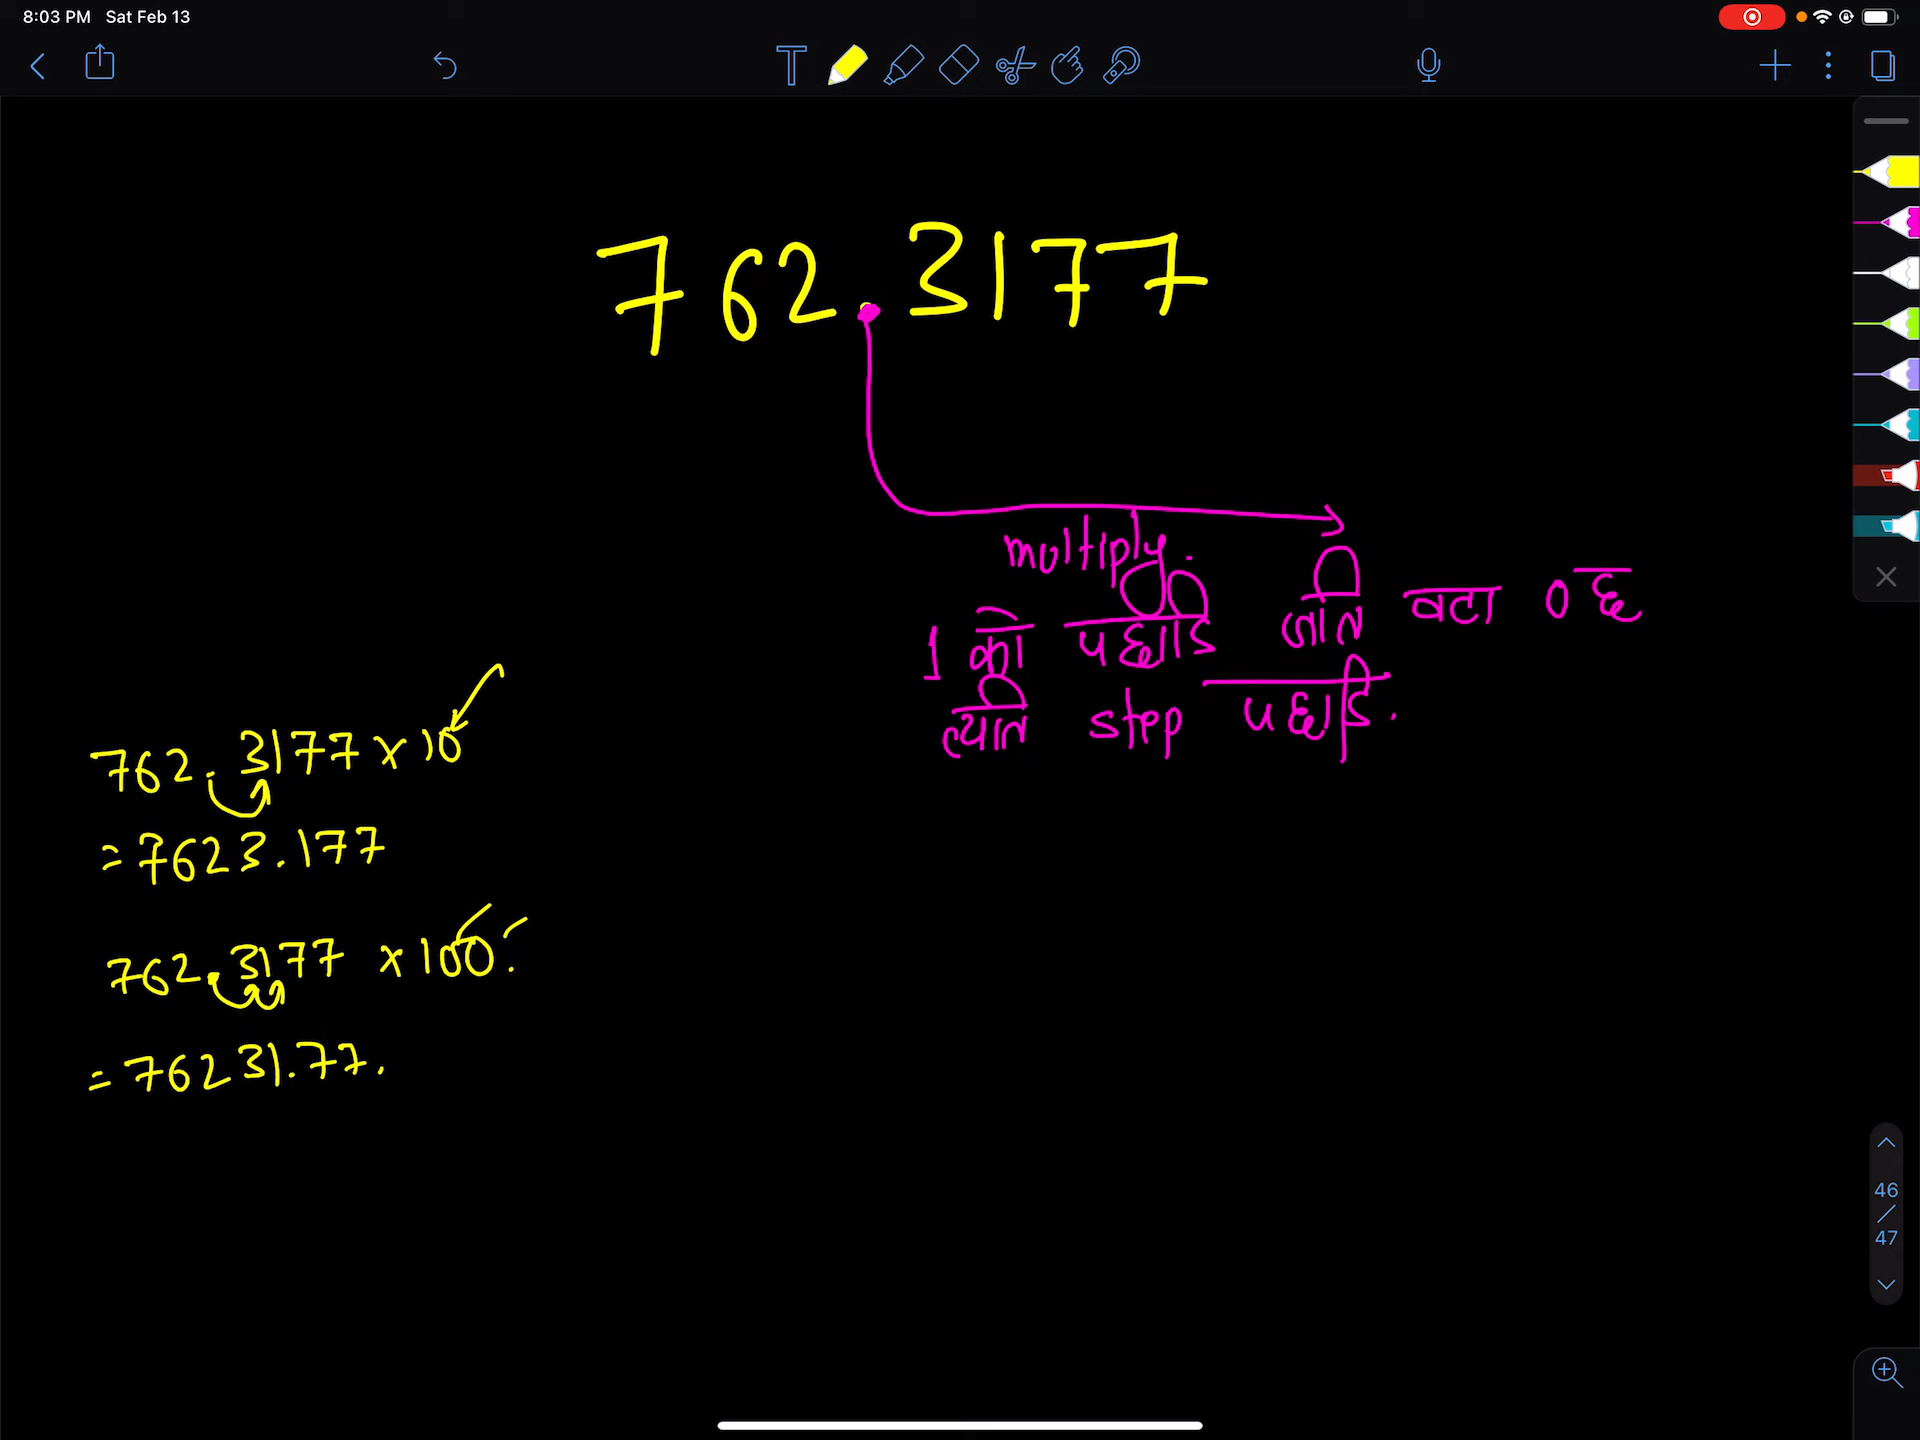 8:03 PM Sat Feb 13
762.3177
multiply.
1 को पछाडि जति वटा 0 छ
त्यति step पछाडि.
762.3177 x 10
= 7623.177
762.3177 x 100
= 76231.77.
46
/
47